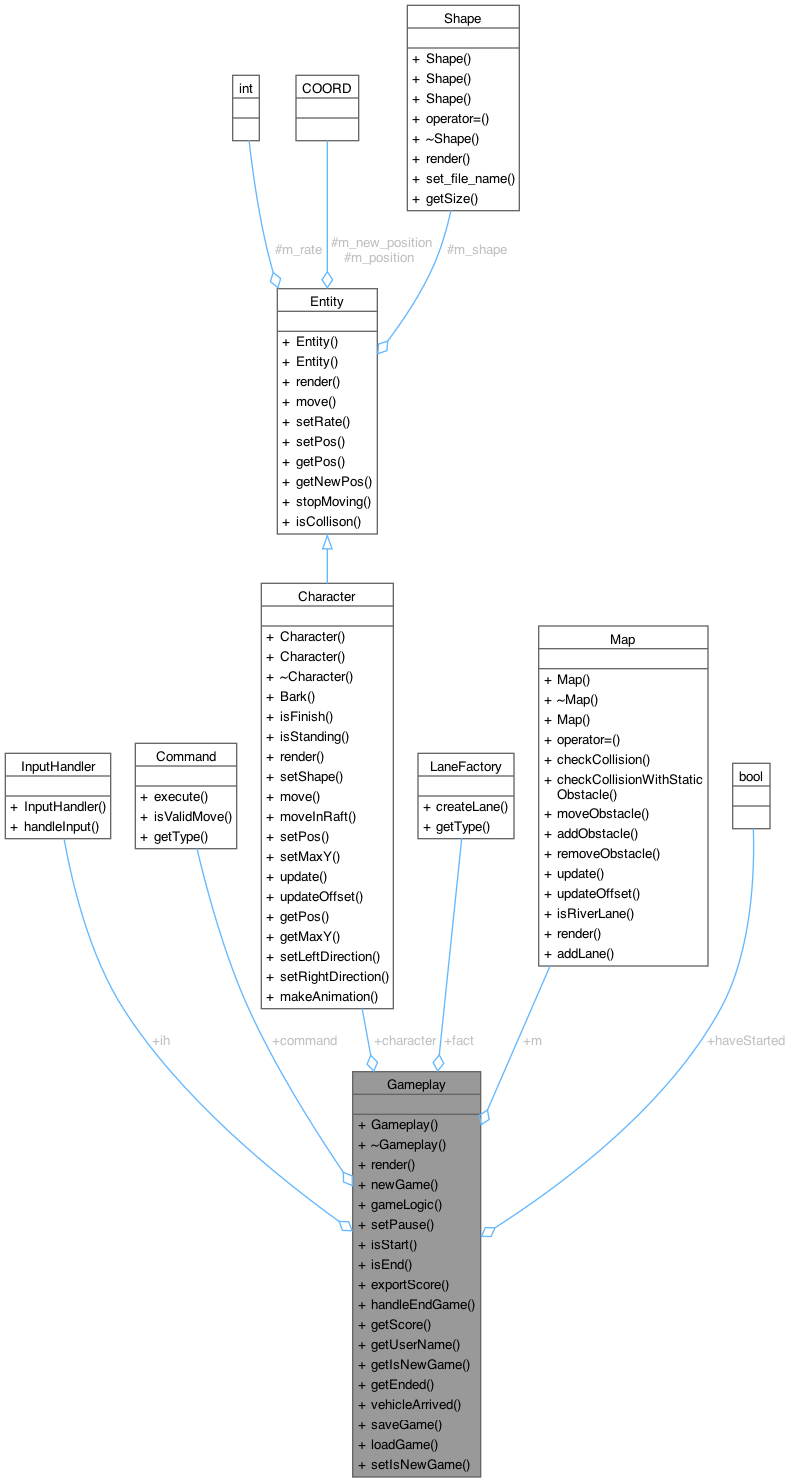 Shape
+ Shape()
+ Shape()
+ Shape()
+ operator=()
+ ~Shape()
+ render()
+ set_file_name()
+ getSize()
int
COORD
#m_rate
#m_new_position
#m_position
#m_shape
Entity
+ Entity()
+ Entity()
+ render()
+ move()
+ setRate()
+ setPos()
+ getPos()
+ getNewPos()
+ stopMoving()
+ isCollison()
Character
+ Character()
+ Character()
+ ~Character()
+ Bark()
+ isFinish()
+ isStanding()
+ render()
+ setShape()
+ move()
+ moveInRaft()
+ setPos()
+ setMaxY()
+ update()
+ updateOffset()
+ getPos()
+ getMaxY()
+ setLeftDirection()
+ setRightDirection()
+ makeAnimation()
Map
+ Map()
+ ~Map()
+ Map()
+ operator=()
+ checkCollision()
+ checkCollisionWithStatic
Obstacle()
+ moveObstacle()
+ addObstacle()
+ removeObstacle()
+ update()
+ updateOffset()
+ isRiverLane()
+ render()
+ addLane()
InputHandler
+ InputHandler()
+ handleInput()
Command
+ execute()
+ isValidMove()
+ getType()
LaneFactory
+ createLane()
+ getType()
bool
+ih
+command
+character
+fact
+m
+haveStarted
Gameplay
+ Gameplay()
+ ~Gameplay()
+ render()
+ newGame()
+ gameLogic()
+ setPause()
+ isStart()
+ isEnd()
+ exportScore()
+ handleEndGame()
+ getScore()
+ getUserName()
+ getIsNewGame()
+ getEnded()
+ vehicleArrived()
+ saveGame()
+ loadGame()
+ setIsNewGame()